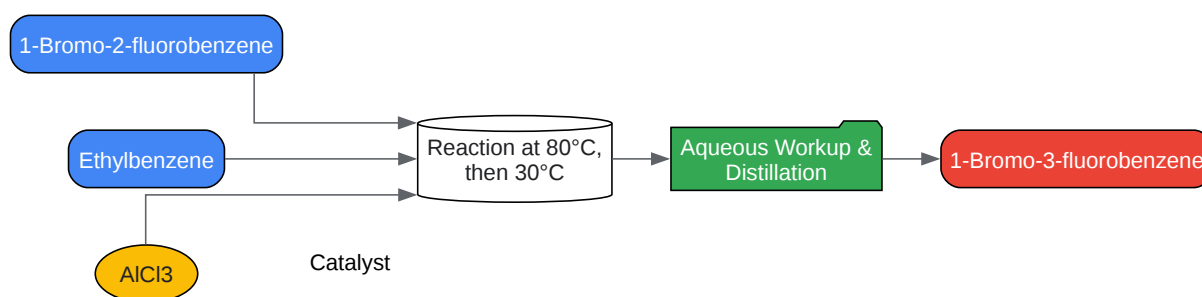 1-Bromo-2-fluorobenzene
Ethylbenzene
AlCl3
Catalyst
Reaction at 80°C,
then 30°C
Aqueous Workup &
Distillation
1-Bromo-3-fluorobenzene